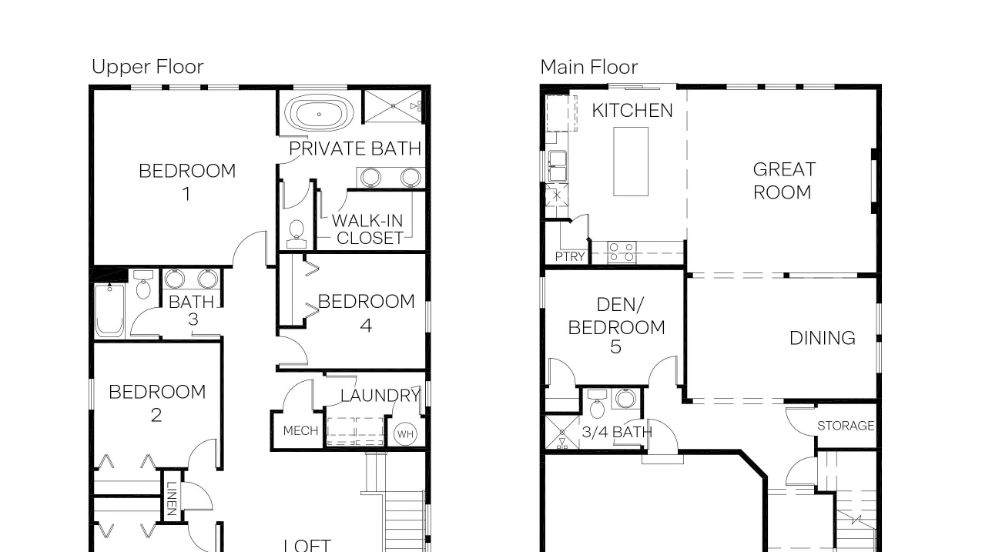 Upper Floor
BEDROOM
1
PRIVATE BATH
WALK-IN
CLOSET
BATH
3
BEDROOM
4
BEDROOM
2
LAUNDRY
MECH
WH
LINEN
LOFT
Main Floor
KITCHEN
GREAT
ROOM
PTRY
DEN/
BEDROOM
5
DINING
3/4 BATH
STORAGE